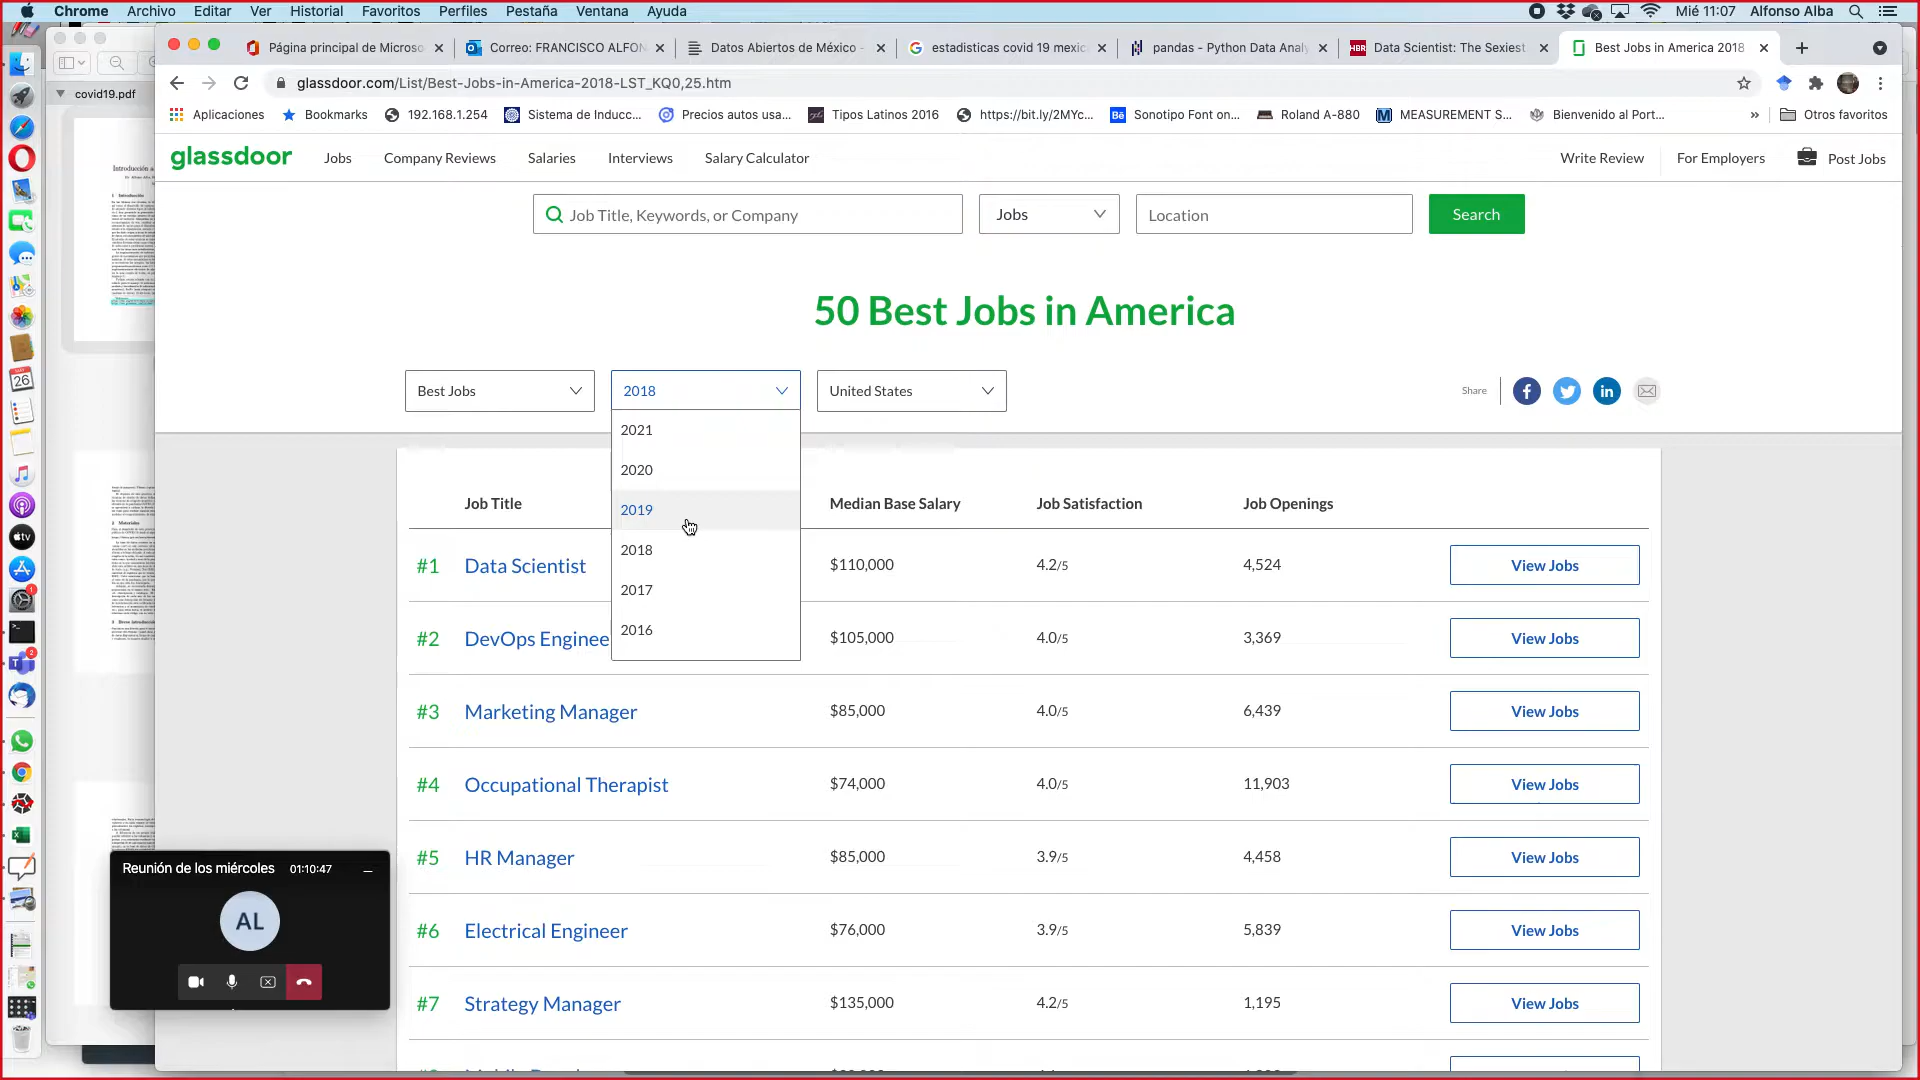 Chrome Archivo Editar Ver Historial Favoritos Perfiles Pestaña Ventana Ayuda Mié 11:07 Alfonso Alba
Página principal de Microso Correo: FRANCISCO ALFON Datos Abiertos de México - estadisticas covid 19 mexic pandas - Python Data Analy HBR Data Scientist: The Sexiest Best Jobs in America 2018
glassdoor.com/List/Best-Jobs-in-America-2018-LST_KQ0,25.htm
covid19.pdf
Aplicaciones Bookmarks 192.168.1.254 Sistema de Inducc... Precios autos usa... Tipos Latinos 2016 https://bit.ly/2MYc... Bē Sonotipo Font on... Roland A-880 M MEASUREMENT S... Bienvenido al Port... » Otros favoritos
glassdoor Jobs Company Reviews Salaries Interviews Salary Calculator Write Review For Employers Post Jobs
Job Title, Keywords, or Company Jobs Location Search
50 Best Jobs in America
Best Jobs 2018 United States Share
2021
2020
2019
2018
2017
2016
Job Title Median Base Salary Job Satisfaction Job Openings
#1 Data Scientist $110,000 4.2/5 4,524 View Jobs
#2 DevOps Enginee $105,000 4.0/5 3,369 View Jobs
#3 Marketing Manager $85,000 4.0/5 6,439 View Jobs
#4 Occupational Therapist $74,000 4.0/5 11,903 View Jobs
#5 HR Manager $85,000 3.9/5 4,458 View Jobs
#6 Electrical Engineer $76,000 3.9/5 5,839 View Jobs
#7 Strategy Manager $135,000 4.2/5 1,195 View Jobs
Reunión de los miércoles 01:10:47
AL
26
tv
1
2